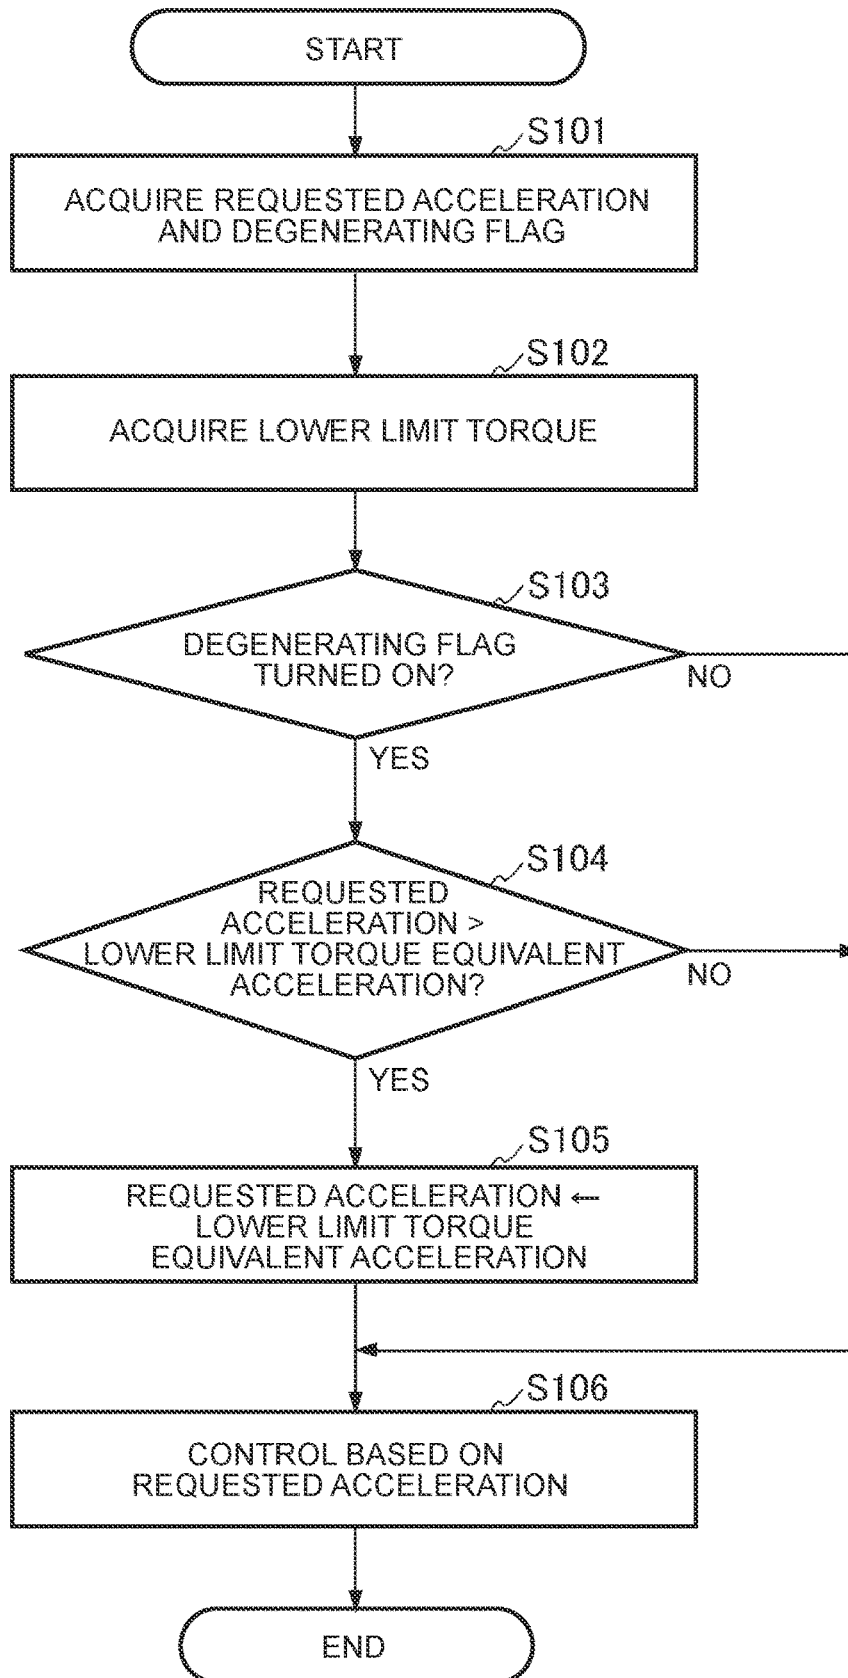 START
S101
ACQUIRE REQUESTED ACCELERATION
AND DEGENERATING FLAG
S102
ACQUIRE LOWER LIMIT TORQUE
S103
DEGENERATING FLAG
TURNED ON?
NO
YES
S104
REQUESTED
ACCELERATION >
LOWER LIMIT TORQUE EQUIVALENT
ACCELERATION?
NO
YES
S105
REQUESTED ACCELERATION ←
LOWER LIMIT TORQUE
EQUIVALENT ACCELERATION
S106
CONTROL BASED ON
REQUESTED ACCELERATION
END